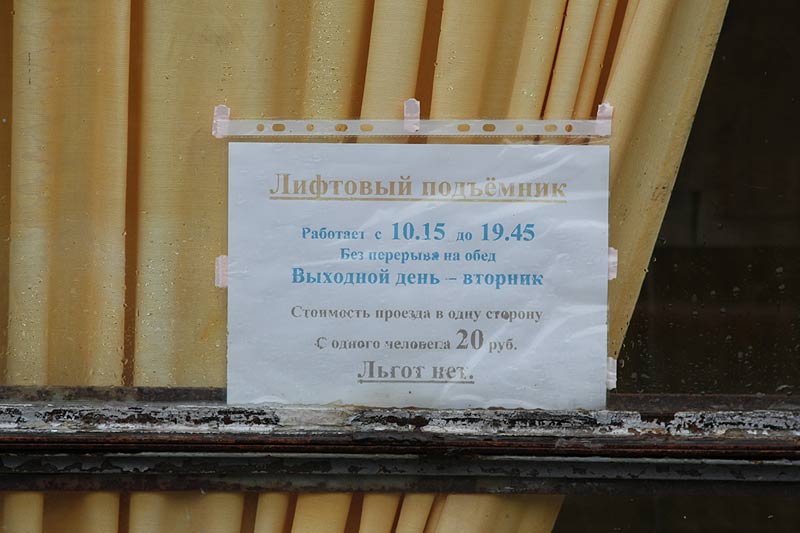 Лифтовый подъёмник
Работает с 10.15 до 19.45
Без перерыва на обед
Выходной день – вторник
Стоимость проезда в одну сторону
С одного человека 20 руб.
Льгот нет.